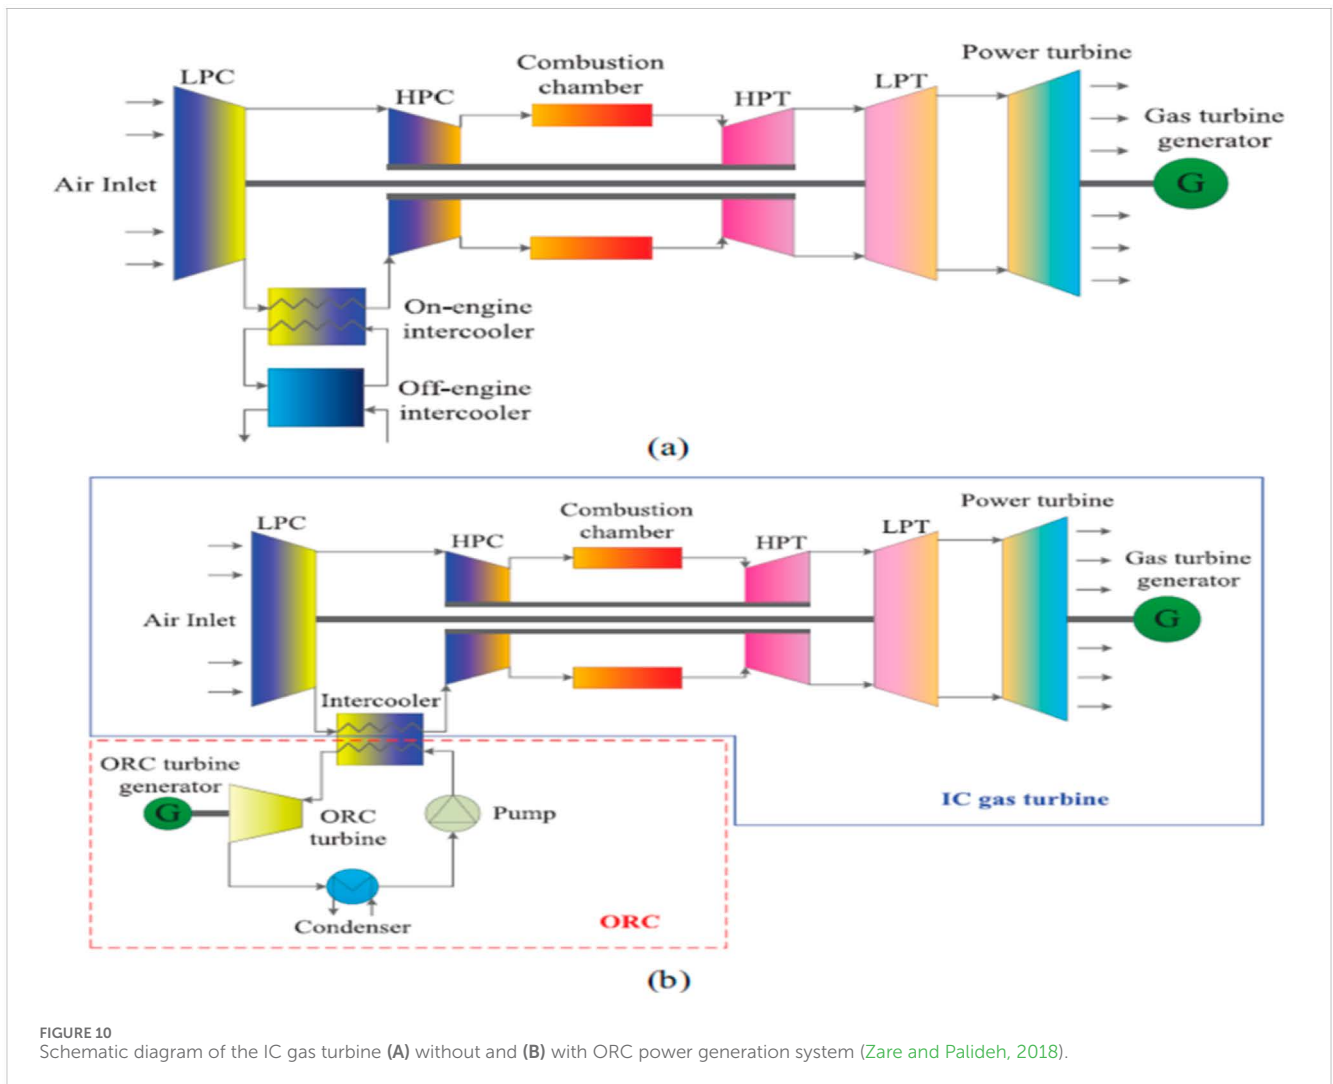 Power turbine
Combustion
chamber
LPC
HPC
HPT
LPT
Gas turbine
generator
Air Inlet
G
On-engine
intercooler
Off-engine
intercooler
(a)
Power turbine
Combustion
chamber
LPC
HPC
HPT
LPT
Gas turbine
generator
Air Inlet
G
Intercooler
ORC turbine
generator
G
ORC
turbine
Pump
IC gas turbine
Condenser
ORC
(b)
FIGURE 10
Schematic diagram of the IC gas turbine (A) without and (B) with ORC power generation system (Zare and Palideh, 2018).